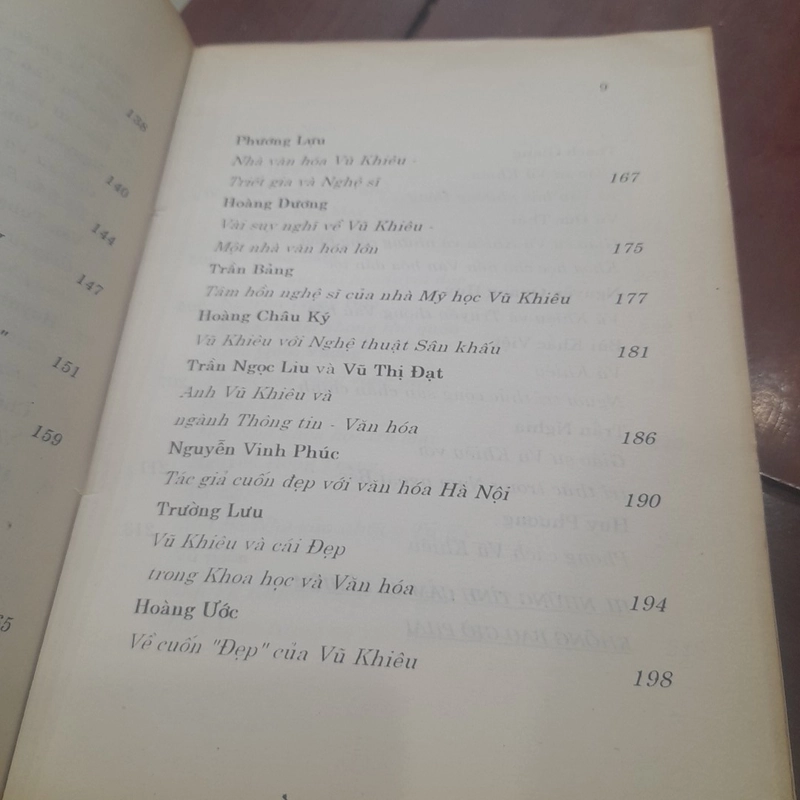 138
140
144
147
"
151
159
65
9
Phương Lựu
Nhà văn hóa Vũ Khiêu -
Triết gia và Nghệ sĩ 167
Hoàng Dương
Vài suy nghĩ về Vũ Khiêu -
Một nhà văn hóa lớn 175
Trần Bảng
Tâm hồn nghệ sĩ của nhà Mỹ học Vũ Khiêu 177
Hoàng Châu Ký
Vũ Khiêu với Nghệ thuật Sân khấu 181
Trần Ngọc Liu và Vũ Thị Đạt
Anh Vũ Khiêu và
ngành Thông tin - Văn hóa 186
Nguyễn Vinh Phúc
Tác giả cuốn đẹp với văn hóa Hà Nội 190
Trường Lưu
Vũ Khiêu và cái Đẹp
trong Khoa học và Văn hóa 194
Hoàng Ước
Về cuốn "Đẹp" của Vũ Khiêu 198